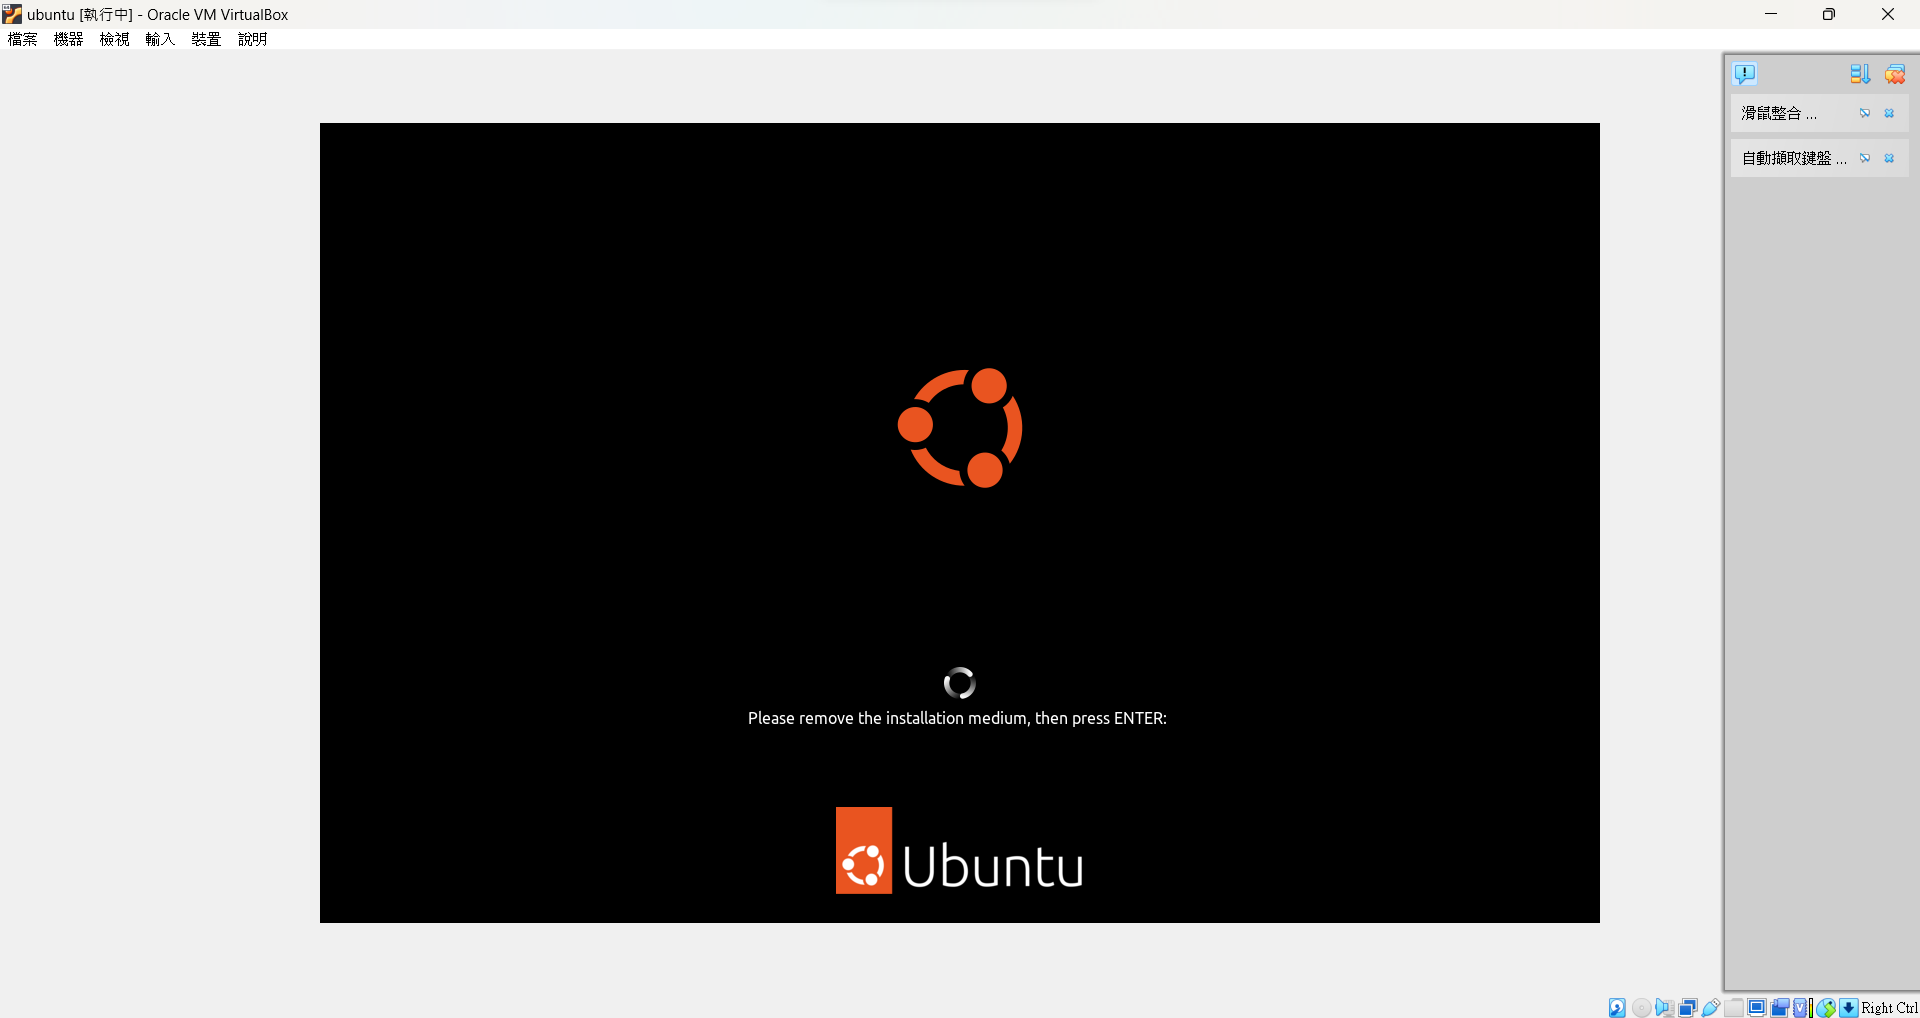 ubuntu [執行中] - Oracle VM VirtualBox
檔案 機器 檢視 輸入 裝置 說明
滑鼠整合 ...
自動擷取鍵盤 ...
Please remove the installation medium, then press ENTER:
Ubuntu
Right Ctrl